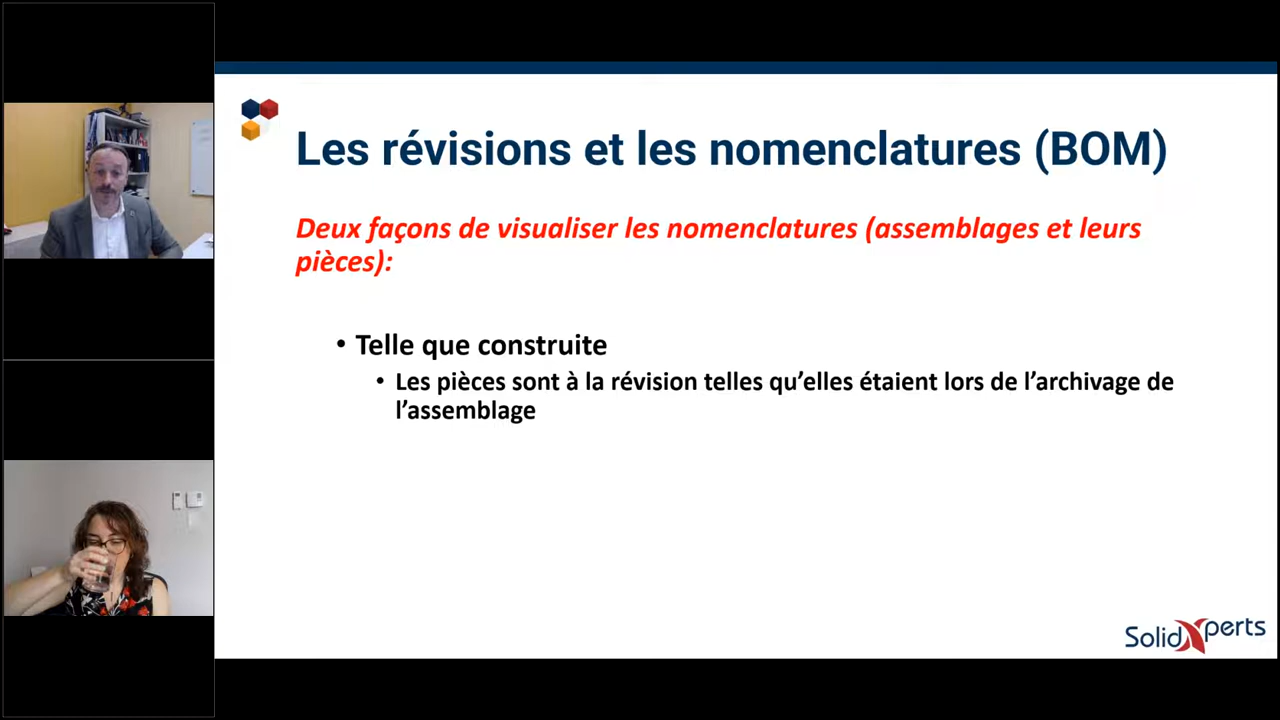 Les révisions et les nomenclatures (BOM)
Deux façons de visualiser les nomenclatures (assemblages et leurs
pièces):
• Telle que construite
• Les pièces sont à la révision telles qu’elles étaient lors de l’archivage de
l’assemblage
SolidXperts